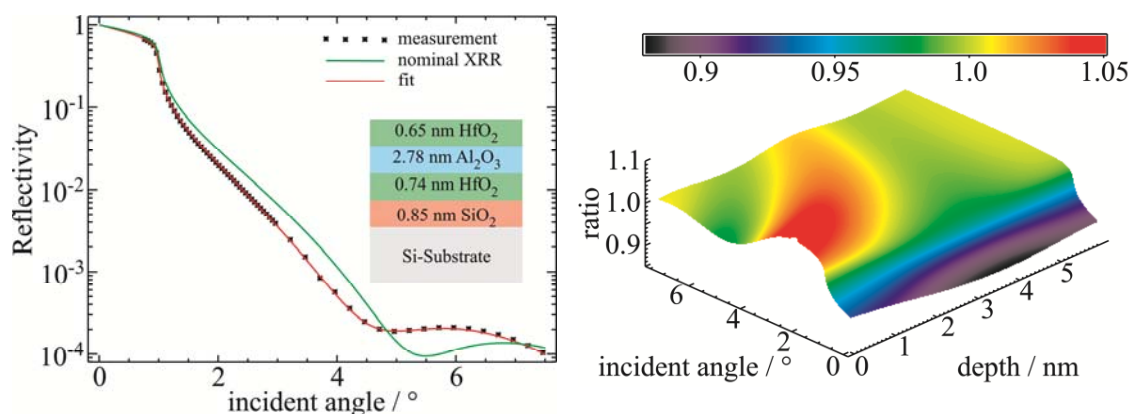 1
10⁻¹
10⁻²
10⁻³
10⁻⁴
Reflectivity
measurement
nominal XRR
fit
0.65 nm HfO₂
2.78 nm Al₂O₃
0.74 nm HfO₂
0.85 nm SiO₂
Si-Substrate
0 2 4 6
incident angle / °
0.9 0.95 1.0 1.05
1.1
1.0
0.9
ratio
6 4 2 0
incident angle / °
0 1 2 3 4 5
depth / nm